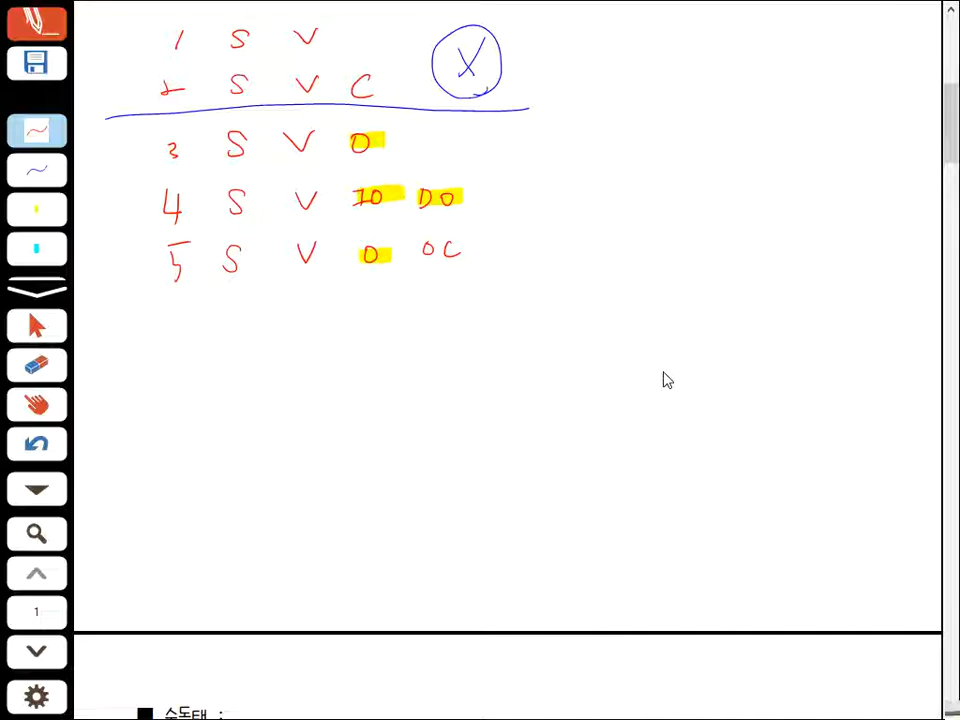 1 S V
2 S V C X
3 S V O
4 S V IO DO
5 S V O OC
1
수동태 :